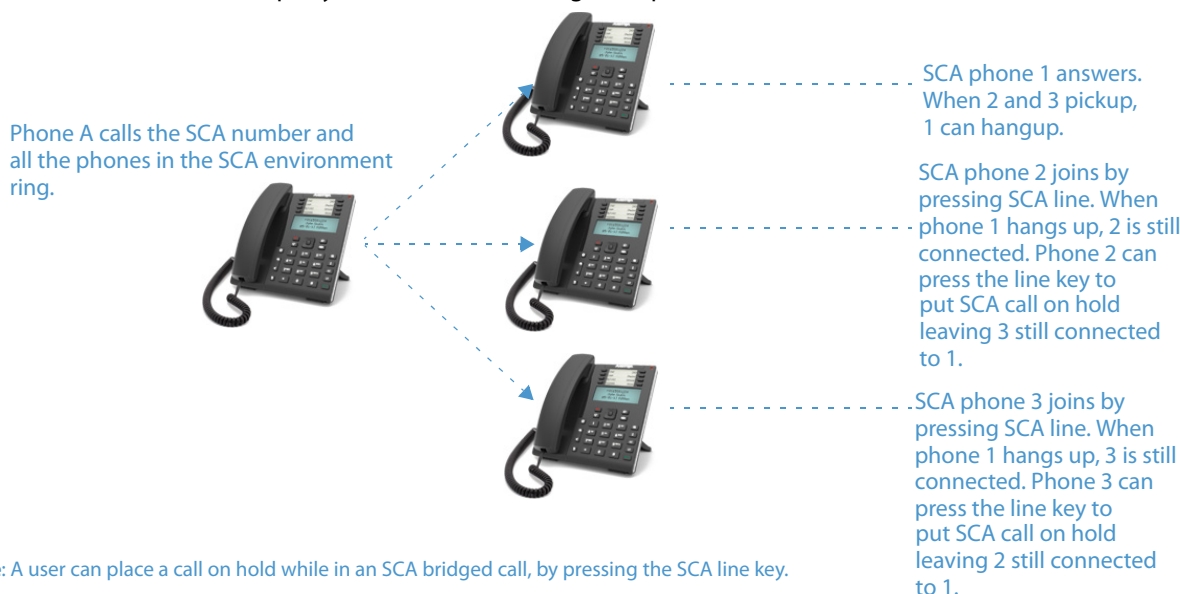 Phone A calls the SCA number and
all the phones in the SCA environment
ring.
SCA phone 1 answers.
When 2 and 3 pickup,
1 can hangup.
SCA phone 2 joins by
pressing SCA line. When
phone 1 hangs up, 2 is still
connected. Phone 2 can
press the line key to
put SCA call on hold
leaving 3 still connected
to 1.
SCA phone 3 joins by
pressing SCA line. When
phone 1 hangs up, 3 is still
connected. Phone 3 can
press the line key to
put SCA call on hold
leaving 2 still connected
to 1.
: A user can place a call on hold while in an SCA bridged call, by pressing the SCA line key.